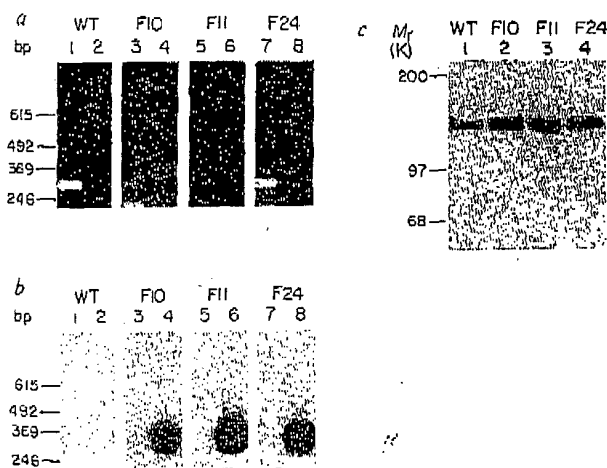 a WT F10 F11 F24
bp 1 2 3 4 5 6 7 8
615
492
369
246
b WT F10 F11 F24
bp 1 2 3 4 5 6 7 8
615
492
369
246
c Mr WT F10 F11 F24
(K) 1 2 3 4
200
97
68